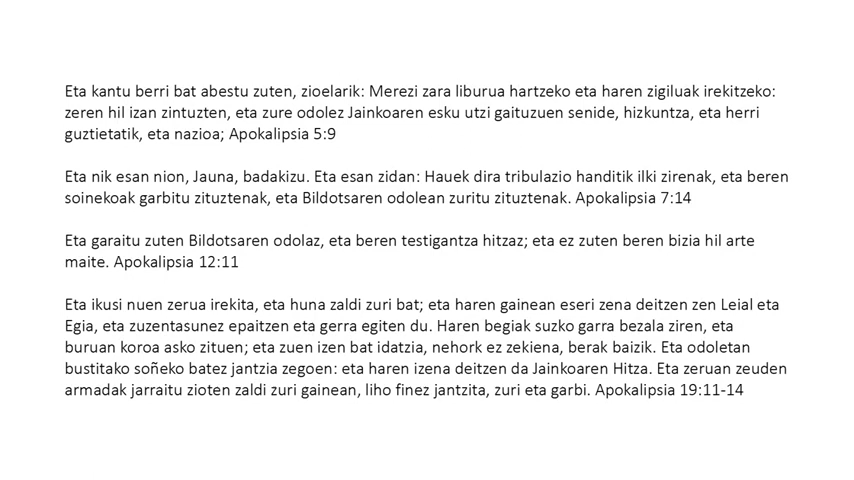 Eta kantu berri bat abestu zuten, zioelarik: Merezi zara liburua hartzeko eta haren zigiluak irekitzeko:
zeren hil izan zintuzten, eta zure odolez Jainkoaren esku utzi gaituzuen senide, hizkuntza, eta herri
guztietatik, eta nazioa; Apokalipsia 5:9
Eta nik esan nion, Jauna, badakizu. Eta esan zidan: Hauek dira tribulazio handitik ilki zirenak, eta beren
soinekoak garbitu zituztenak, eta Bildotsaren odolean zuritu zituztenak. Apokalipsia 7:14
Eta garaitu zuten Bildotsaren odolaz, eta beren testigantza hitzaz; eta ez zuten beren bizia hil arte
maite. Apokalipsia 12:11
Eta ikusi nuen zerua irekita, eta huna zaldi zuri bat; eta haren gainean eseri zena deitzen zen Leial eta
Egia, eta zuzentasunez epaitzen eta gerra egiten du. Haren begiak suzko garra bezala ziren, eta
buruan koroa asko zituen; eta zuen izen bat idatzia, nehork ez zekiena, berak baizik. Eta odoletan
bustitako soñeko batez jantzia zegoen: eta haren izena deitzen da Jainkoaren Hitza. Eta zeruan zeuden
armadak jarraitu zioten zaldi zuri gainean, liho finez jantzita, zuri eta garbi. Apokalipsia 19:11-14